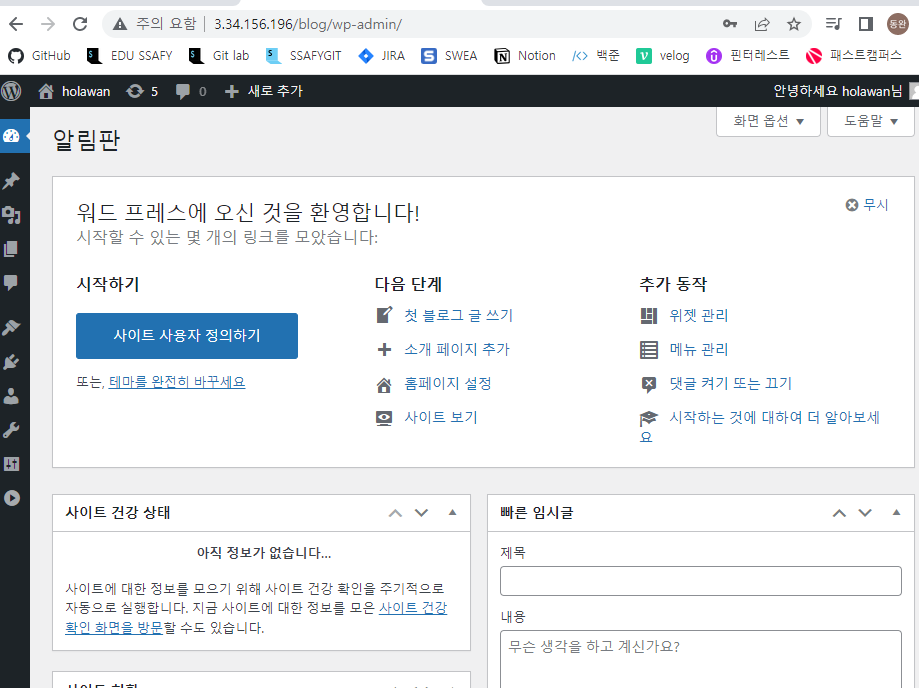 주의 요함 | 3.34.156.196/blog/wp-admin/
동완
GitHub EDU SSAFY Git lab SSAFYGIT JIRA SWEA Notion 백준 velog 핀터레스트 패스트캠퍼스
holawan 5 0 새로 추가 안녕하세요 holawan님
화면 옵션 ▼ 도움말 ▼
알림판
워드 프레스에 오신 것을 환영합니다!
무시
시작할 수 있는 몇 개의 링크를 모았습니다:
시작하기
사이트 사용자 정의하기
또는, 테마를 완전히 바꾸세요
다음 단계
첫 블로그 글 쓰기
소개 페이지 추가
홈페이지 설정
사이트 보기
추가 동작
위젯 관리
메뉴 관리
댓글 켜기 또는 끄기
시작하는 것에 대하여 더 알아보세
요
사이트 건강 상태
아직 정보가 없습니다...
사이트에 대한 정보를 모으기 위해 사이트 건강 확인을 주기적으로
자동으로 실행합니다. 지금 사이트에 대한 정보를 모은 사이트 건강
확인 화면을 방문할 수도 있습니다.
빠른 임시글
제목
내용
무슨 생각을 하고 계신가요?